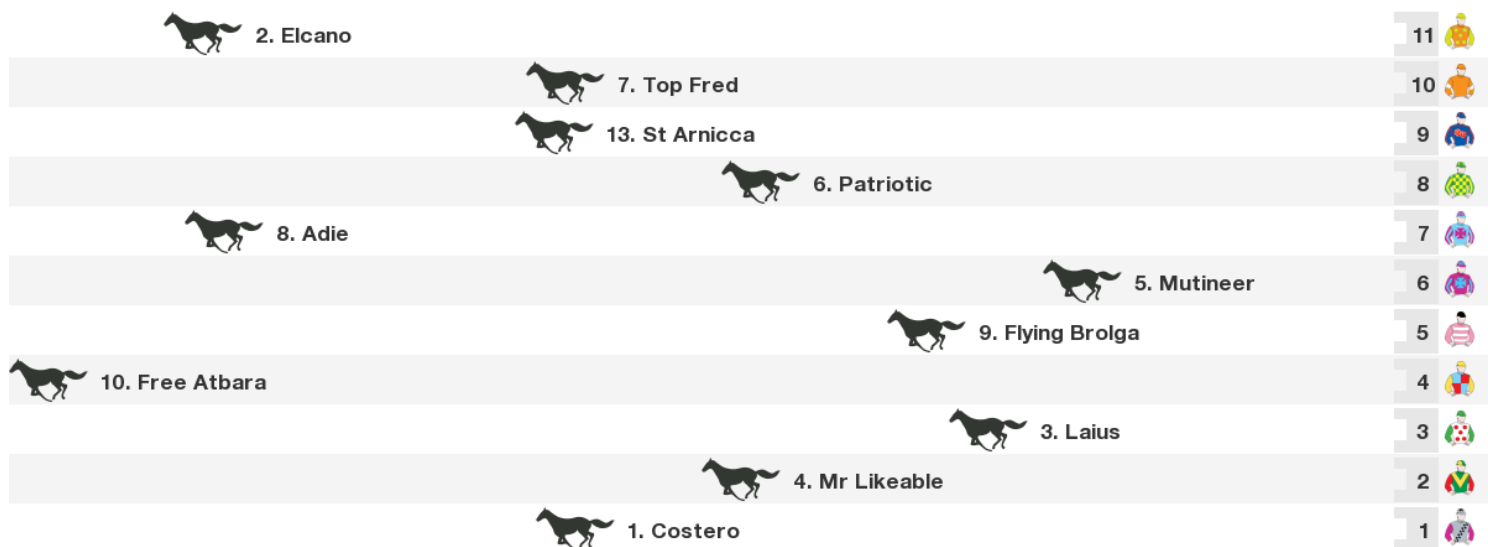 2. Elcano 11
7. Top Fred 10
13. St Arnicca 9
6. Patriotic 8
8. Adie 7
5. Mutineer 6
9. Flying Brolga 5
10. Free Atbara 4
3. Laius 3
4. Mr Likeable 2
1. Costero 1